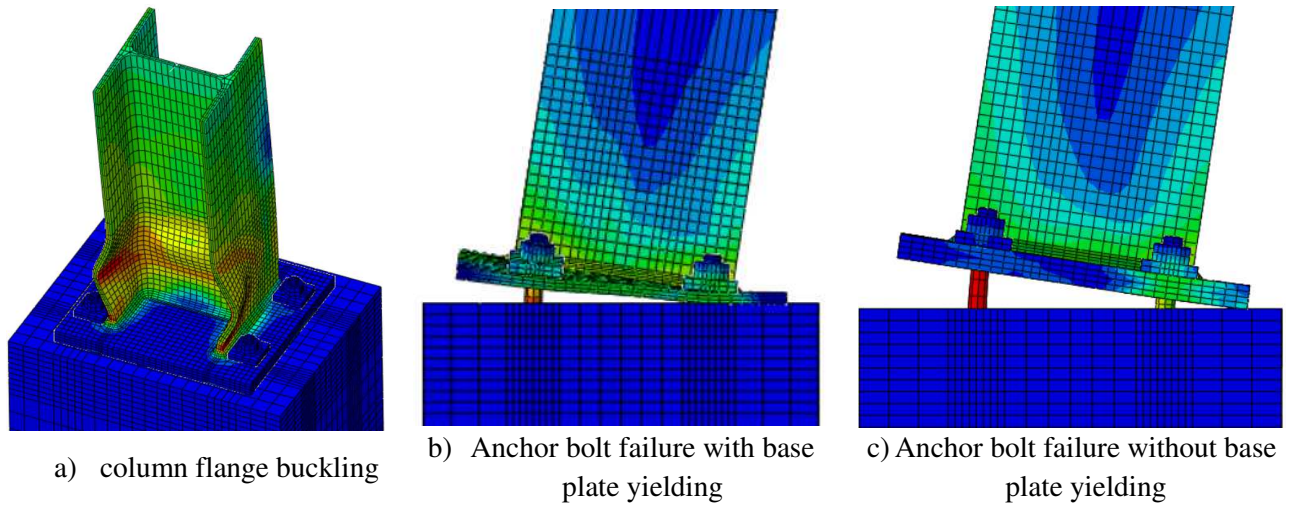 a) column flange buckling
b) Anchor bolt failure with base
plate yielding
c) Anchor bolt failure without base
plate yielding